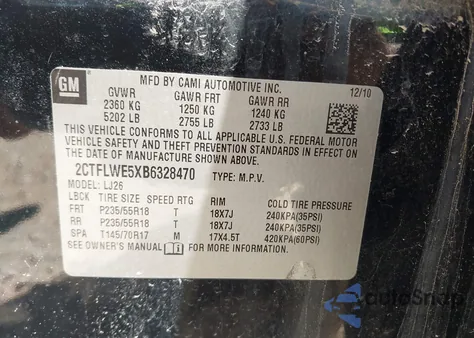 GM
MFD BY CAMI AUTOMOTIVE INC. 12/10
GVWR GAWR FRT GAWR RR
2360 KG 1250 KG 1240 KG
5202 LB 2755 LB 2733 LB
THIS VEHICLE CONFORMS TO ALL APPLICABLE U.S. FEDERAL MOTOR
VEHICLE SAFETY AND THEFT PREVENTION STANDARDS IN EFFECT ON
THE DATE OF MANUFACTURE SHOWN ABOVE.
2CTFLWE5XB6328470 TYPE: M.P.V.
MODEL: LJ26
LBCK TIRE SIZE SPEED RTG RIM COLD TIRE PRESSURE
FRT P235/55R18 T 18X7J 240KPA(35PSI)
RR P235/55R18 T 18X7J 240KPA(35PSI)
SPA T145/70R17 M 17X4.5T 420KPA(60PSI)
SEE OWNER'S MANUAL FOR MORE INFORMATION.
autoSnap